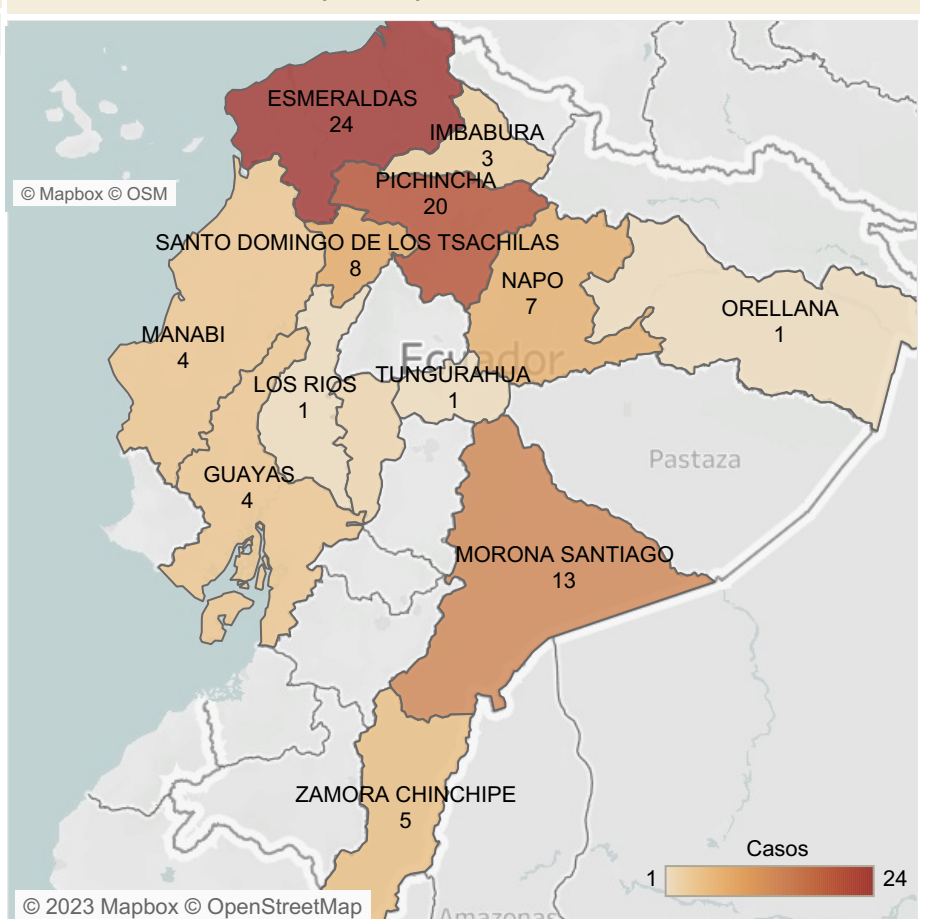 ESMERALDAS
24
IMBABURA
3
© Mapbox © OSM
PICHINCHA
20
SANTO DOMINGO DE LOS TSACHILAS
8
NAPO
7
ORELLANA
1
MANABI
4
Ecuador
TUNGURAHUA
1
LOS RIOS
1
Pastaza
GUAYAS
4
MORONA SANTIAGO
13
ZAMORA CHINCHIPE
5
Casos
1
24
© 2023 Mapbox © OpenStreetMap
Amazonas